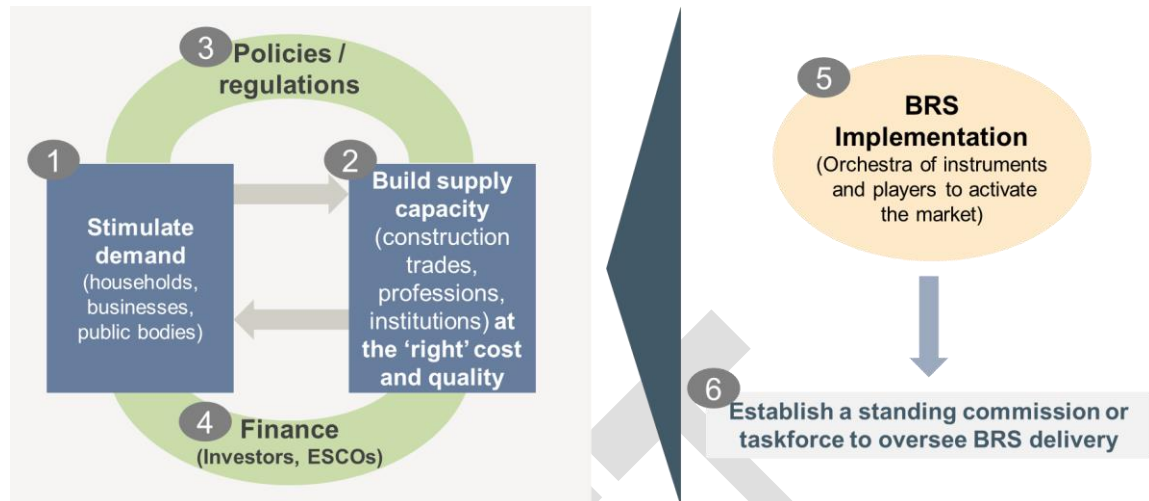 3
Policies /
regulations
1
Stimulate
demand
(households,
businesses,
public bodies)
2
Build supply
capacity
(construction
trades,
professions,
institutions) at
the ‘right’ cost
and quality
4
Finance
(Investors, ESCOs)
5
BRS
Implementation
(Orchestra of instruments
and players to activate
the market)
6
Establish a standing commission or
taskforce to oversee BRS delivery